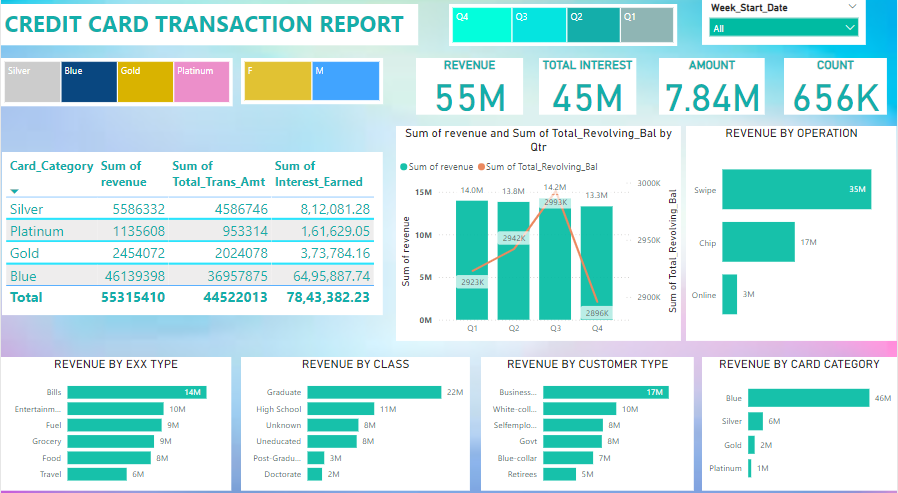 CREDIT CARD TRANSACTION REPORT
Q4 Q3 Q2 Q1
Week_Start_Date
All
Silver Blue Gold Platinum
F M
REVENUE
55M
TOTAL INTEREST
45M
AMOUNT
7.84M
COUNT
656K
Card_Category Sum of revenue Sum of Total_Trans_Amt Sum of Interest_Earned
Silver 5586332 4586746 8,12,081.28
Platinum 1135608 953314 1,61,629.05
Gold 2454072 2024078 3,73,784.16
Blue 46139398 36957875 64,95,887.74
Total 55315410 44522013 78,43,382.23
Sum of revenue and Sum of Total_Revolving_Bal by
Qtr
Sum of revenue Sum of Total_Revolving_Bal
Sum of revenue
15M
10M
5M
0M
14.0M 13.8M 14.2M 13.3M
2923K 2942K 2993K 2896K
Q1 Q2 Q3 Q4
3000K
2950K
2900K
Sum of Total_Revolving_Bal
REVENUE BY OPERATION
Swipe 35M
Chip 17M
Online 3M
REVENUE BY EXX TYPE
Bills 14M
Entertainm... 10M
Fuel 9M
Grocery 9M
Food 8M
Travel 6M
REVENUE BY CLASS
Graduate 22M
High School 11M
Unknown 8M
Uneducated 8M
Post-Gradu... 3M
Doctorate 2M
REVENUE BY CUSTOMER TYPE
Business... 17M
White-coll... 10M
Selfemplo... 8M
Govt 8M
Blue-collar 7M
Retirees 5M
REVENUE BY CARD CATEGORY
Blue 46M
Silver 6M
Gold 2M
Platinum 1M